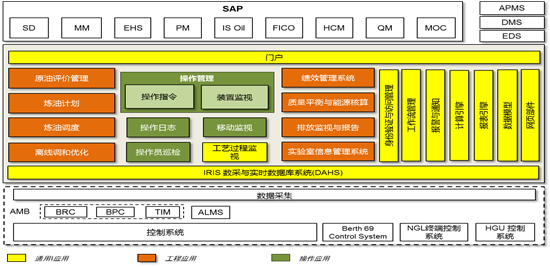 SAP
SD MM EHS PM IS Oil FICO HCM QM MOC
APMS
DMS
EDS
门户
原油评价管理
炼油计划
炼油调度
离线调和优化
操作管理
操作指令 装置监视
操作日志 移动监视
操作员巡检 工艺过程监视
绩效管理系统
质量平衡与能源核算
排放监视与报告
实验室信息管理系统
身份验证与访问管理
工作流管理
报警与通知
计算引擎
报表引擎
数据模型
网页部件
IRIS 数采与实时数据库系统(DAHS)
数据采集
AMB BRC BPC TIM ALMS
控制系统
Berth 69
Control System
NGL终端控制
系统
HGU 控制
系统
通用\应用 工程应用 操作应用